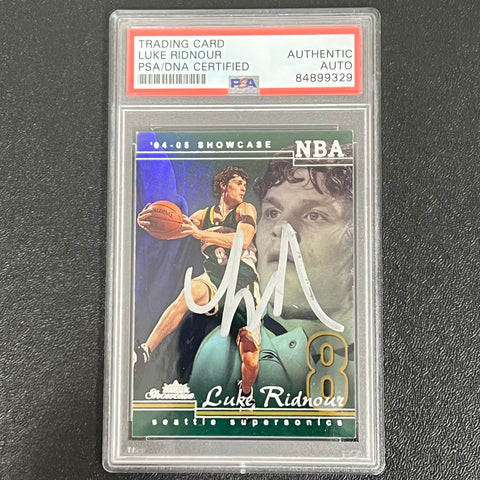 TRADING CARD
LUKE RIDNOUR
PSA/DNA CERTIFIED
AUTHENTIC
AUTO
84899329
PSA
'04-05 SHOWCASE
NBA
SPALDING
8
Showcase
Luke Ridnour
seattle supersonics